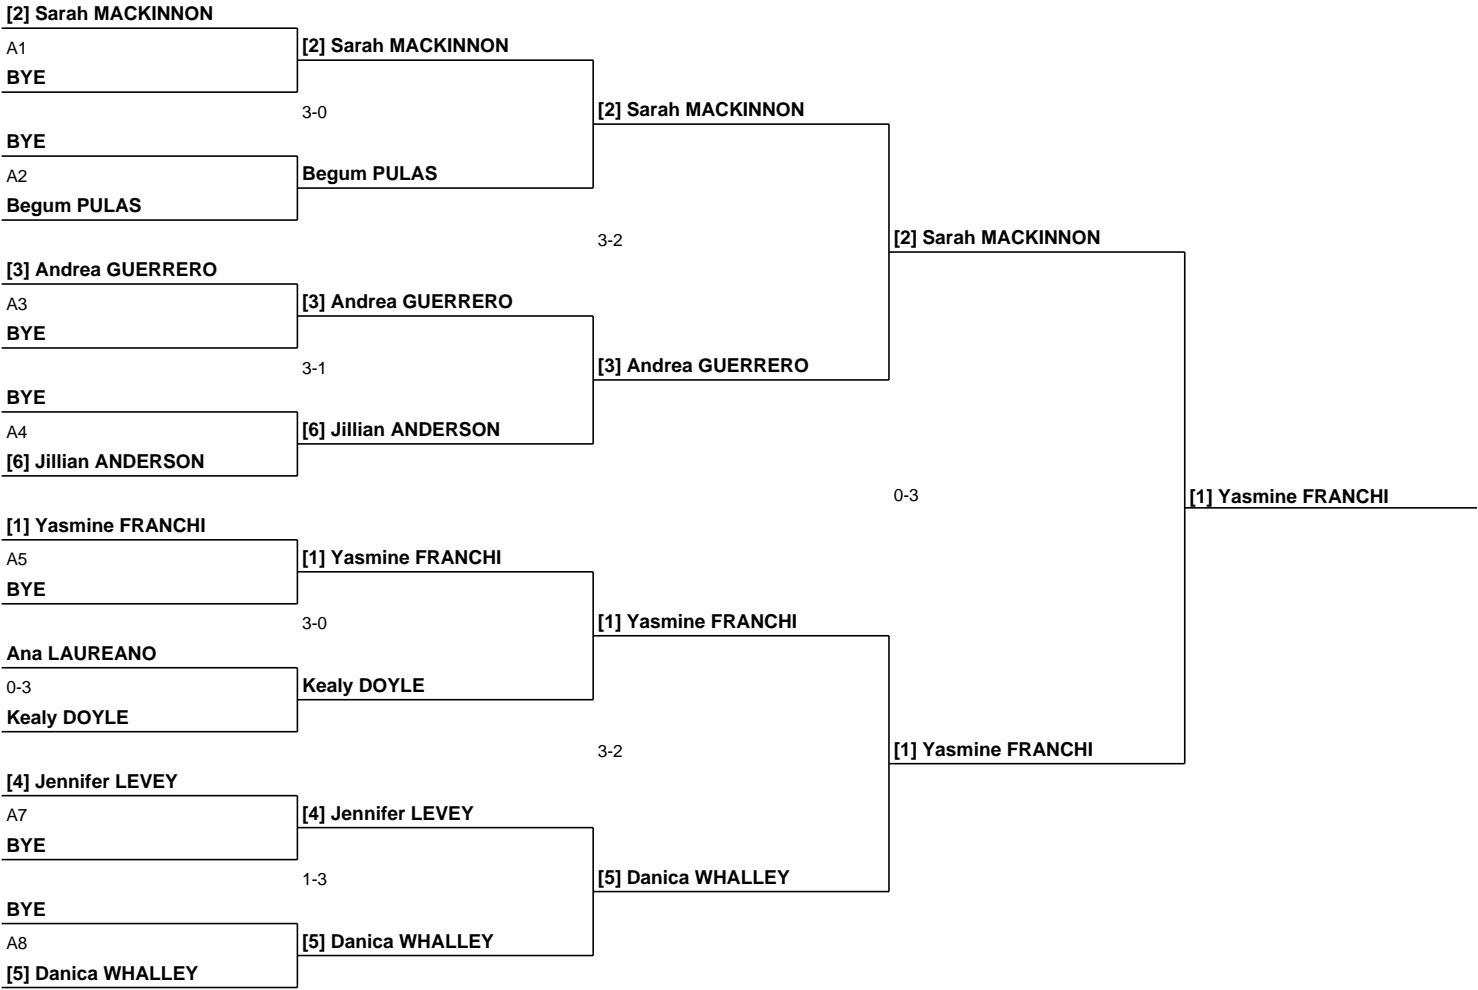 [2] Sarah MACKINNON
A1
BYE
BYE
A2
Begum PULAS
[3] Andrea GUERRERO
A3
BYE
BYE
A4
[6] Jillian ANDERSON
[1] Yasmine FRANCHI
A5
BYE
Ana LAUREANO
0-3
Kealy DOYLE
[4] Jennifer LEVEY
A7
BYE
BYE
A8
[5] Danica WHALLEY
[2] Sarah MACKINNON
3-0
Begum PULAS
[3] Andrea GUERRERO
3-1
[6] Jillian ANDERSON
[1] Yasmine FRANCHI
3-0
Kealy DOYLE
[4] Jennifer LEVEY
1-3
[5] Danica WHALLEY
[2] Sarah MACKINNON
3-2
[3] Andrea GUERRERO
[1] Yasmine FRANCHI
3-2
[5] Danica WHALLEY
[2] Sarah MACKINNON
0-3
[1] Yasmine FRANCHI
[1] Yasmine FRANCHI